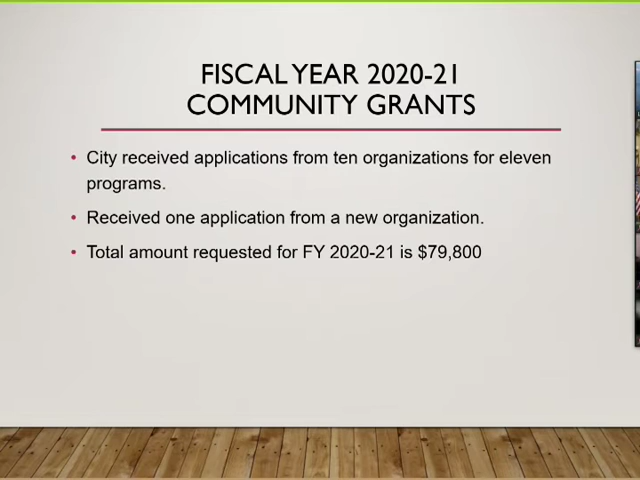 FISCAL YEAR 2020-21
COMMUNITY GRANTS
• City received applications from ten organizations for eleven
programs.
• Received one application from a new organization.
• Total amount requested for FY 2020-21 is $79,800